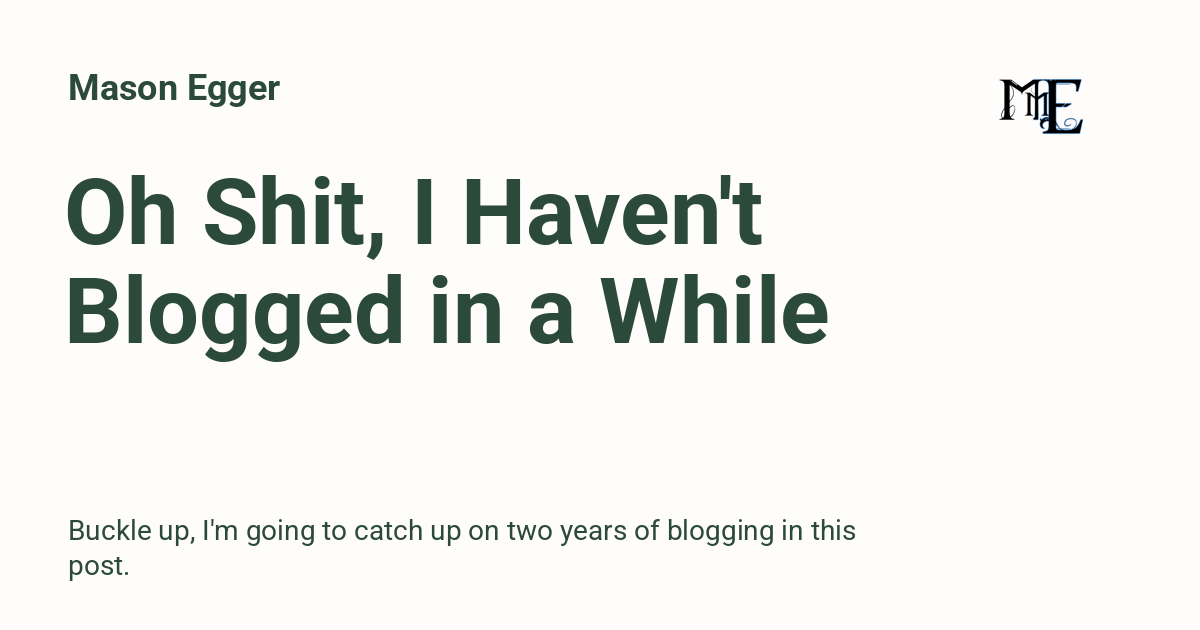 Mason Egger
MME
Oh Shit, I Haven't
Blogged in a While
Buckle up, I'm going to catch up on two years of blogging in this
post.